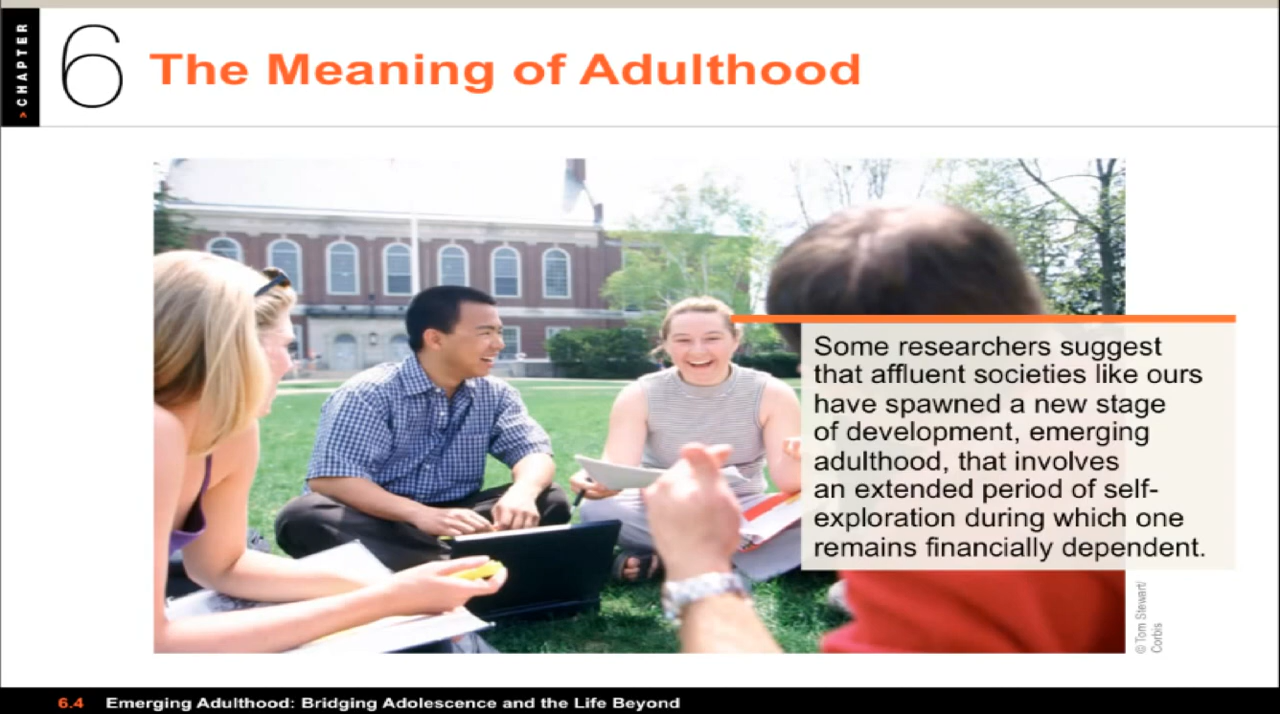 > CHAPTER
6
The Meaning of Adulthood
Some researchers suggest
that affluent societies like ours
have spawned a new stage
of development, emerging
adulthood, that involves
an extended period of self-
exploration during which one
remains financially dependent.
© Tom Stewart/
Corbis
6.4 Emerging Adulthood: Bridging Adolescence and the Life Beyond